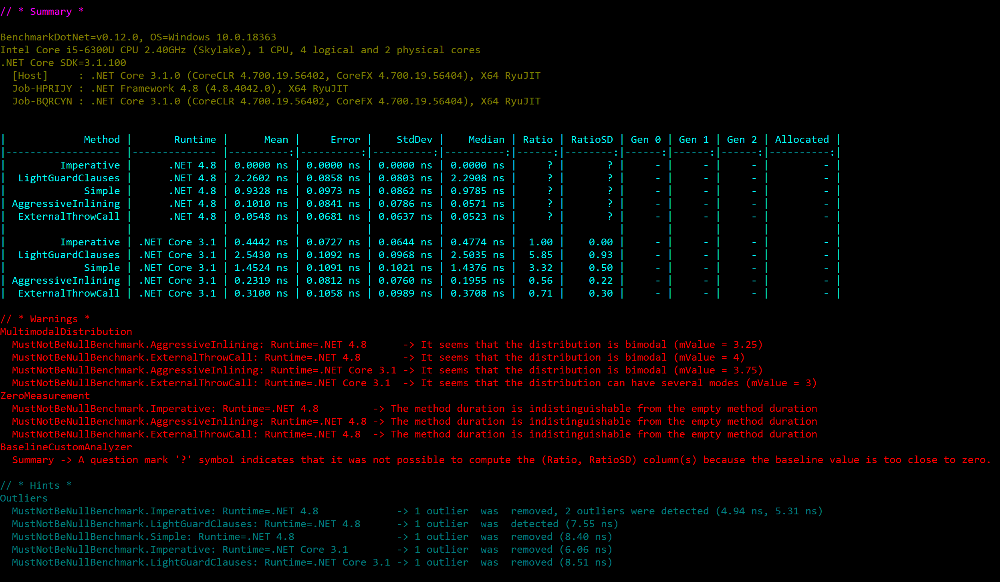 // * Summary *
BenchmarkDotNet=v0.12.0, OS=Windows 10.0.18363
Intel Core i5-6300U CPU 2.40GHz (Skylake), 1 CPU, 4 logical and 2 physical cores
.NET Core SDK=3.1.100
  [Host]     : .NET Core 3.1.0 (CoreCLR 4.700.19.56402, CoreFX 4.700.19.56404), X64 RyuJIT
  Job-HPRIJY : .NET Framework 4.8 (4.8.4042.0), X64 RyuJIT
  Job-BQRCYN : .NET Core 3.1.0 (CoreCLR 4.700.19.56402, CoreFX 4.700.19.56404), X64 RyuJIT
|             Method |       Runtime |      Mean |     Error |    StdDev |    Median | Ratio | RatioSD | Gen 0 | Gen 1 | Gen 2 | Allocated |
|------------------- |-------------- |----------:|----------:|----------:|----------:|------:|--------:|------:|------:|------:|----------:|
|         Imperative |      .NET 4.8 | 0.0000 ns | 0.0000 ns | 0.0000 ns | 0.0000 ns |     ? |       ? |     - |     - |     - |         - |
|  LightGuardClauses |      .NET 4.8 | 2.2602 ns | 0.0858 ns | 0.0803 ns | 2.2908 ns |     ? |       ? |     - |     - |     - |         - |
|             Simple |      .NET 4.8 | 0.9328 ns | 0.0973 ns | 0.0862 ns | 0.9785 ns |     ? |       ? |     - |     - |     - |         - |
| AggressiveInlining |      .NET 4.8 | 0.1010 ns | 0.0841 ns | 0.0786 ns | 0.0571 ns |     ? |       ? |     - |     - |     - |         - |
|  ExternalThrowCall |      .NET 4.8 | 0.0548 ns | 0.0681 ns | 0.0637 ns | 0.0523 ns |     ? |       ? |     - |     - |     - |         - |
|                    |               |           |           |           |           |       |         |       |       |       |           |
|         Imperative | .NET Core 3.1 | 0.4442 ns | 0.0727 ns | 0.0644 ns | 0.4774 ns |  1.00 |    0.00 |     - |     - |     - |         - |
|  LightGuardClauses | .NET Core 3.1 | 2.5430 ns | 0.1092 ns | 0.0968 ns | 2.5035 ns |  5.85 |    0.93 |     - |     - |     - |         - |
|             Simple | .NET Core 3.1 | 1.4524 ns | 0.1091 ns | 0.1021 ns | 1.4376 ns |  3.32 |    0.50 |     - |     - |     - |         - |
| AggressiveInlining | .NET Core 3.1 | 0.2319 ns | 0.0812 ns | 0.0760 ns | 0.1955 ns |  0.56 |    0.22 |     - |     - |     - |         - |
|  ExternalThrowCall | .NET Core 3.1 | 0.3100 ns | 0.1058 ns | 0.0989 ns | 0.3708 ns |  0.71 |    0.30 |     - |     - |     - |         - |
// * Warnings *
MultimodalDistribution
  MustNotBeNullBenchmark.AggressiveInlining: Runtime=.NET 4.8      -> It seems that the distribution is bimodal (mValue = 3.25)
  MustNotBeNullBenchmark.ExternalThrowCall: Runtime=.NET 4.8       -> It seems that the distribution is bimodal (mValue = 4)
  MustNotBeNullBenchmark.AggressiveInlining: Runtime=.NET Core 3.1 -> It seems that the distribution is bimodal (mValue = 3.75)
  MustNotBeNullBenchmark.ExternalThrowCall: Runtime=.NET Core 3.1  -> It seems that the distribution can have several modes (mValue = 3)
ZeroMeasurement
  MustNotBeNullBenchmark.Imperative: Runtime=.NET 4.8         -> The method duration is indistinguishable from the empty method duration
  MustNotBeNullBenchmark.AggressiveInlining: Runtime=.NET 4.8 -> The method duration is indistinguishable from the empty method duration
  MustNotBeNullBenchmark.ExternalThrowCall: Runtime=.NET 4.8  -> The method duration is indistinguishable from the empty method duration
BaselineCustomAnalyzer
  Summary -> A question mark '?' symbol indicates that it was not possible to compute the (Ratio, RatioSD) column(s) because the baseline value is too close to zero.
// * Hints *
Outliers
  MustNotBeNullBenchmark.Imperative: Runtime=.NET 4.8             -> 1 outlier  was  removed, 2 outliers were detected (4.94 ns, 5.31 ns)
  MustNotBeNullBenchmark.LightGuardClauses: Runtime=.NET 4.8      -> 1 outlier  was  detected (7.55 ns)
  MustNotBeNullBenchmark.Simple: Runtime=.NET 4.8                 -> 1 outlier  was  removed (8.40 ns)
  MustNotBeNullBenchmark.Imperative: Runtime=.NET Core 3.1        -> 1 outlier  was  removed (6.06 ns)
  MustNotBeNullBenchmark.LightGuardClauses: Runtime=.NET Core 3.1 -> 1 outlier  was  removed (8.51 ns)